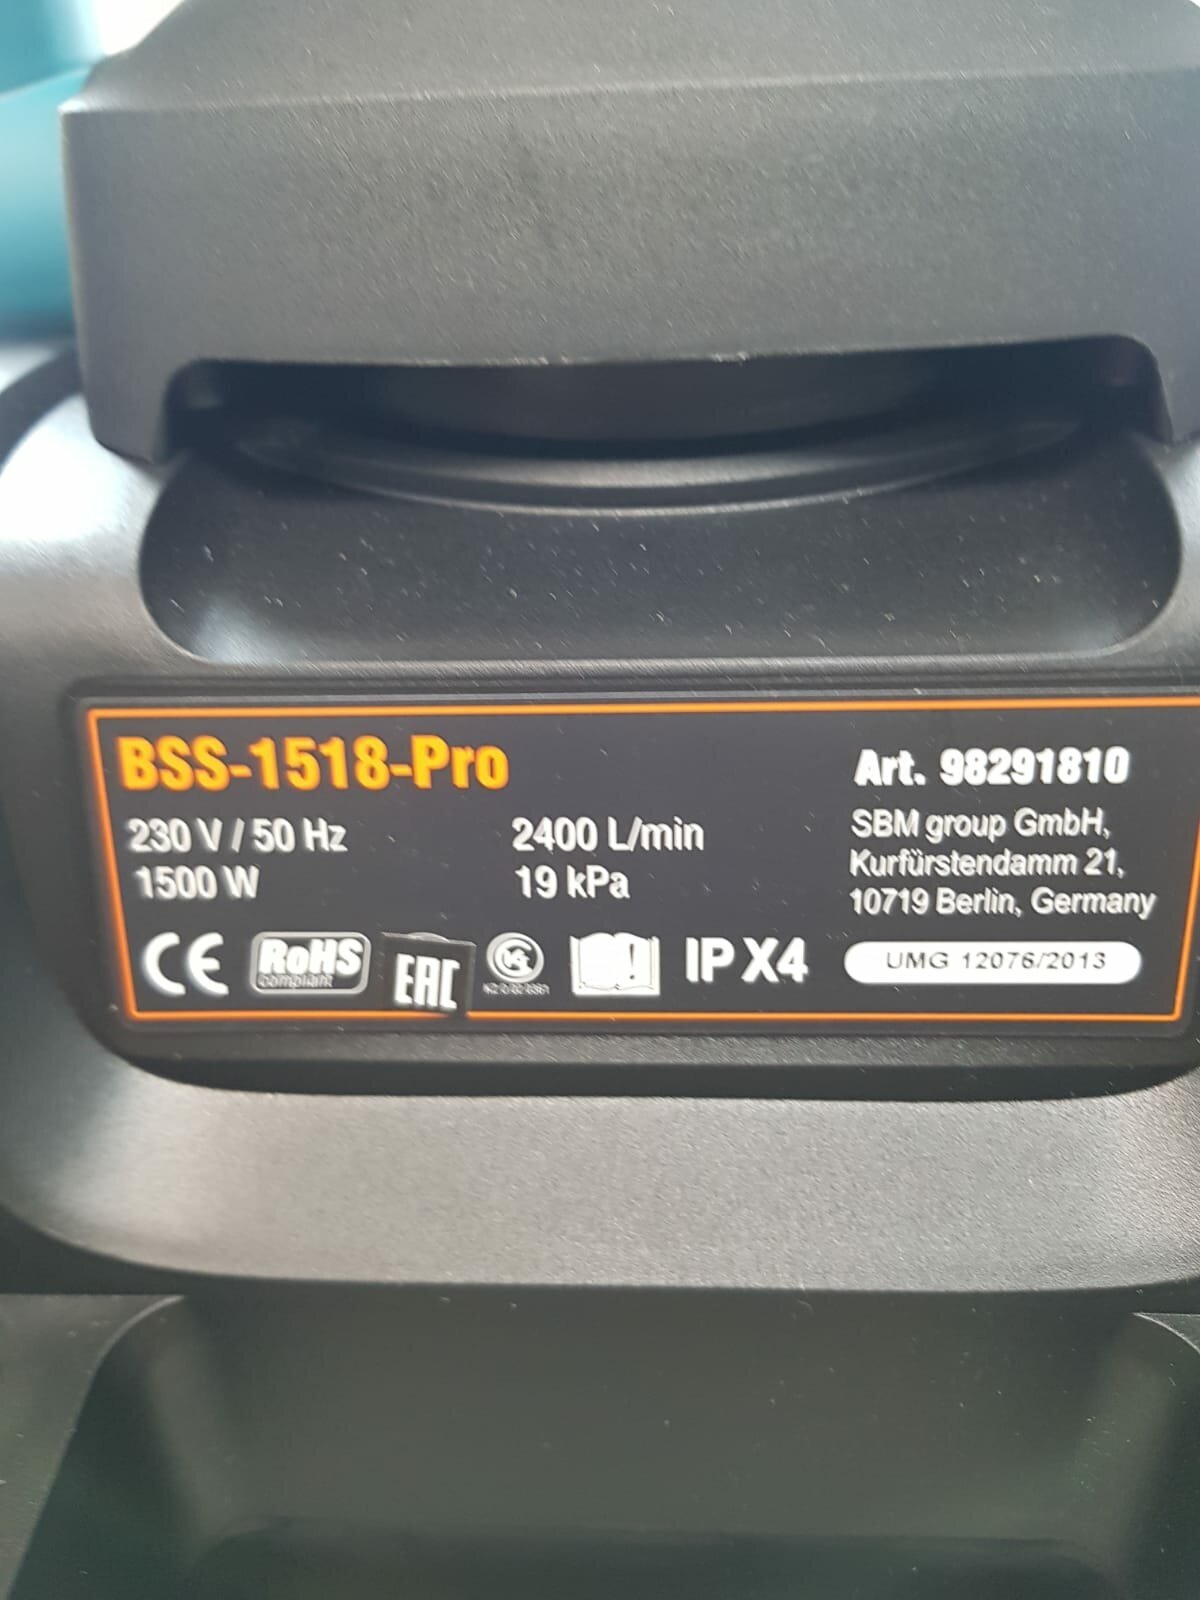 BSS-1518-Pro
230 V / 50 Hz
1500 W
2400 L/min
19 kPa
Art. 98291810
SBM group GmbH,
Kurfürstendamm 21,
10719 Berlin, Germany
CE
RoHS
compliant
EAC
!
IP X4
UMG 12076/2013